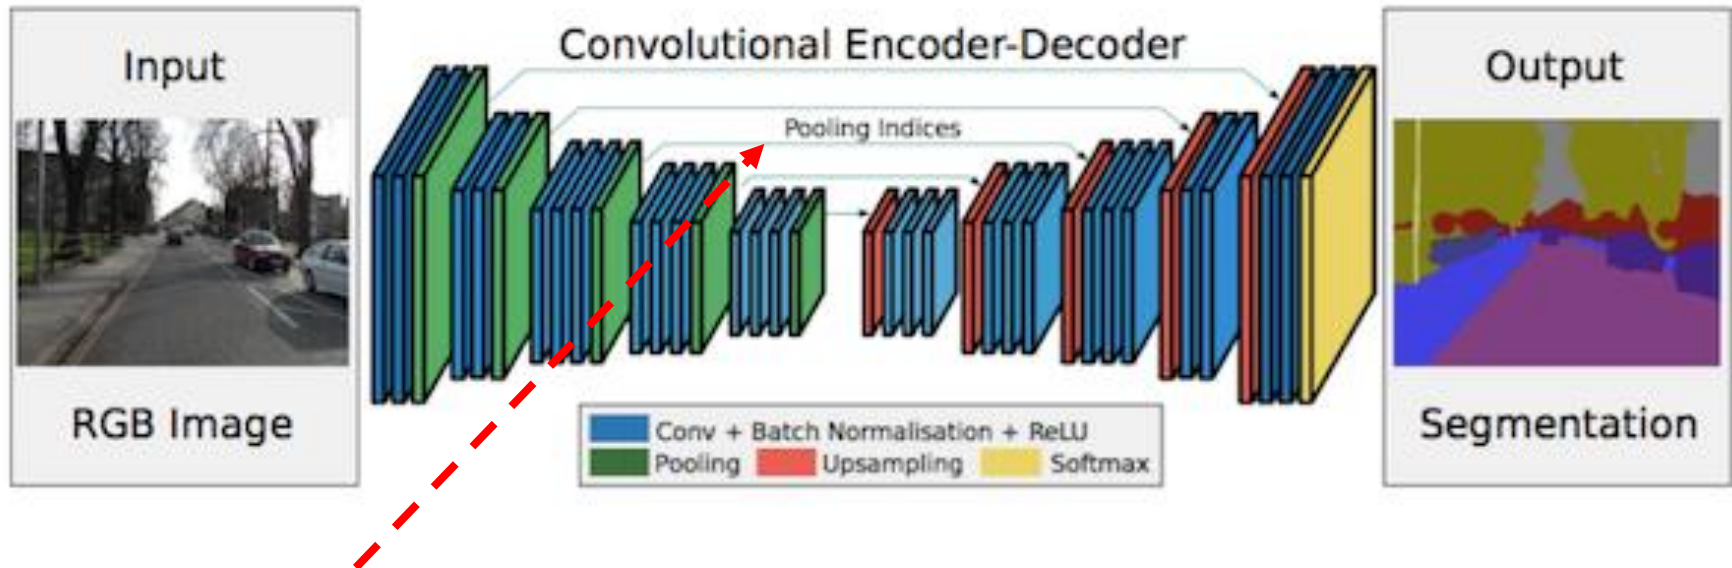 Input
RGB Image
Convolutional Encoder-Decoder
Pooling Indices
Conv + Batch Normalisation + ReLU
Pooling Upsampling Softmax
Output
Segmentation